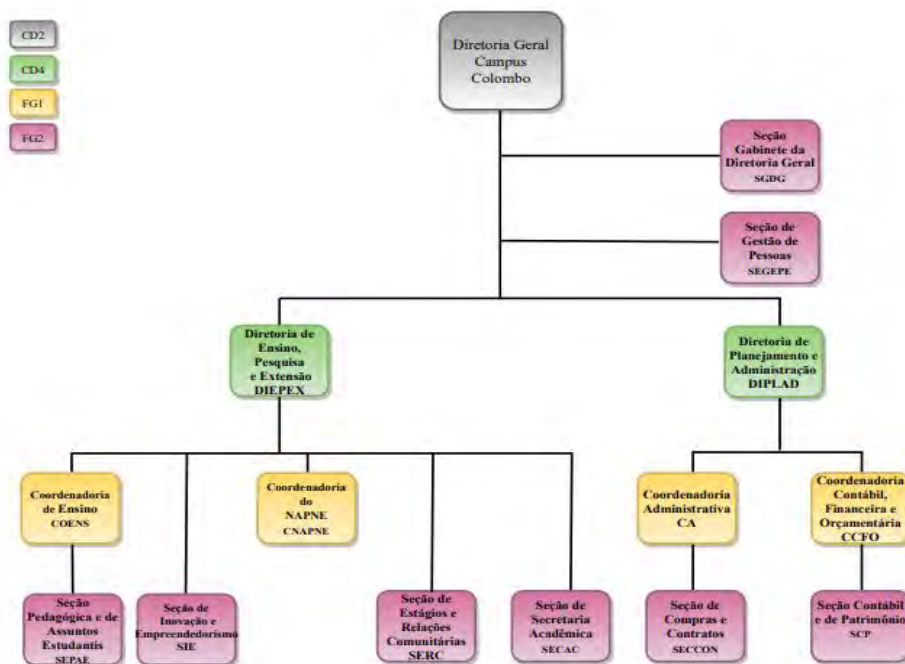 CD2
CD4
FG1
FG2
Diretoria Geral
Campus
Colombo
Seção
Gabinete da
Diretoria Geral
SGDG
Seção de
Gestão de
Pessoas
SEGEPE
Diretoria de
Ensino,
Pesquisa
e Extensão
DIEPEX
Diretoria de
Planejamento e
Administração
DIPLAD
Coordenadoria
de Ensino
COENS
Coordenadoria
do
NAPNE
CNAPNE
Coordenadoria
Administrativa
CA
Coordenadoria
Contábil,
Financeira e
Orçamentária
CCFO
Seção
Pedagógica e de
Assuntos
Estudantis
SEPAE
Seção de
Inovação e
Empreendedorismo
SIE
Seção de
Estágios e
Relações
Comunitárias
SERC
Seção de
Secretaria
Acadêmica
SECAC
Seção de
Compras e
Contratos
SECCON
Seção Contábil
e de Patrimônio
SCP